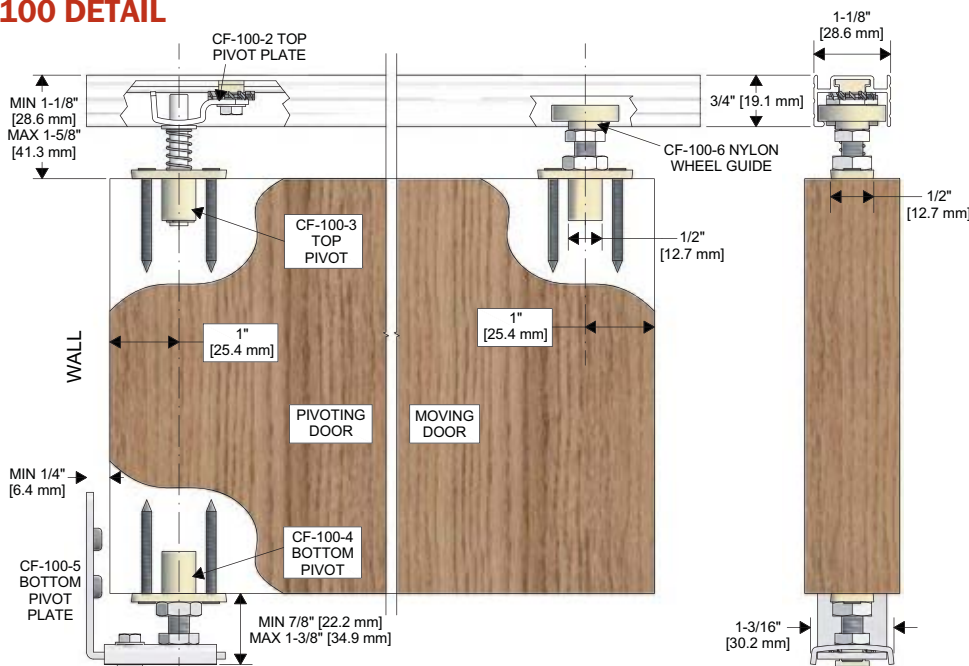 100 DETAIL
CF-100-2 TOP
PIVOT PLATE
1-1/8"
[28.6 mm]
MIN 1-1/8"
[28.6 mm]
MAX 1-5/8"
[41.3 mm]
3/4" [19.1 mm]
CF-100-6 NYLON
WHEEL GUIDE
CF-100-3
TOP
PIVOT
1/2"
[12.7 mm]
1/2"
[12.7 mm]
1"
[25.4 mm]
1"
[25.4 mm]
WALL
PIVOTING
DOOR
MOVING
DOOR
MIN 1/4"
[6.4 mm]
CF-100-4
BOTTOM
PIVOT
CF-100-5
BOTTOM
PIVOT
PLATE
MIN 7/8" [22.2 mm]
MAX 1-3/8" [34.9 mm]
1-3/16"
[30.2 mm]